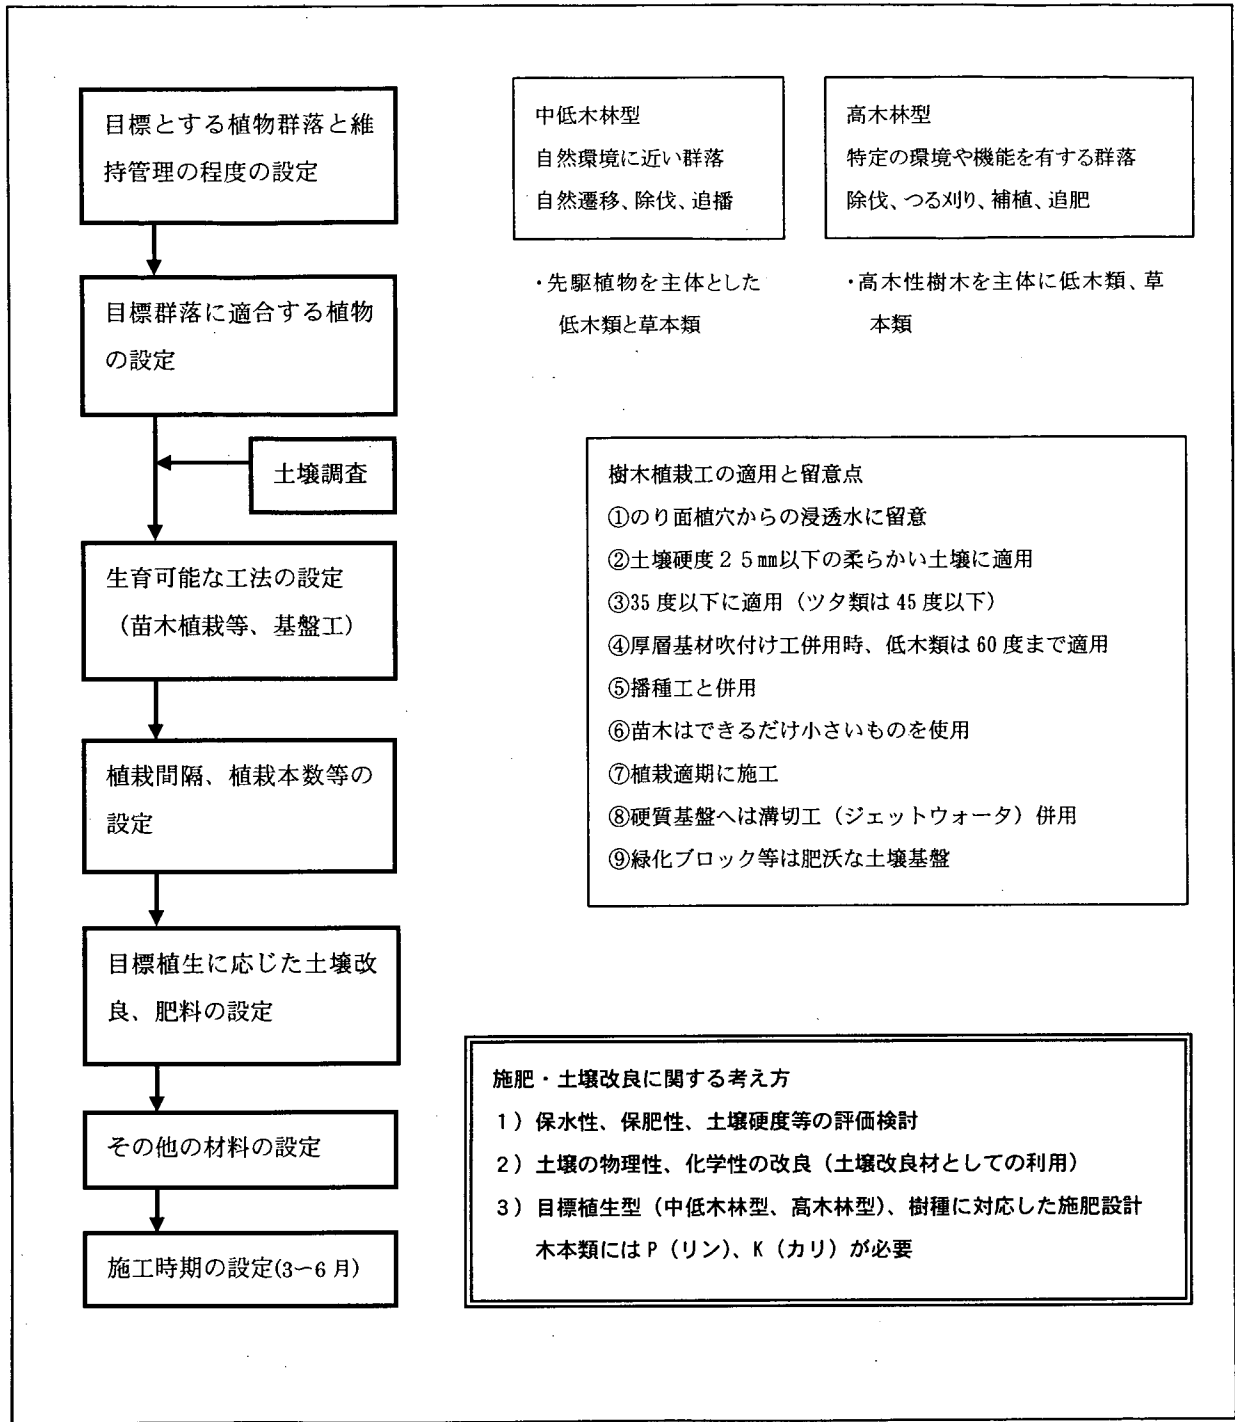 目標とする植物群落と維
持管理の程度の設定
中低木林型
自然環境に近い群落
自然遷移、除伐、追播
高木林型
特定の環境や機能を有する群落
除伐、つる刈り、補植、追肥
目標群落に適合する植物
の設定
・先駆植物を主体とした
低木類と草本類
・高木性樹木を主体に低木類、草
本類
土壌調査
生育可能な工法の設定
（苗木植栽等、基盤工）
植栽間隔、植栽本数等の
設定
樹木植栽工の適用と留意点
①のり面植穴からの浸透水に留意
②土壌硬度２５㎜以下の柔らかい土壌に適用
③35度以下に適用（ツタ類は45度以下）
④厚層基材吹付け工併用時、低木類は60度まで適用
⑤播種工と併用
⑥苗木はできるだけ小さいものを使用
⑦植栽適期に施工
⑧硬質基盤へは溝切工（ジェットウォータ）併用
⑨緑化ブロック等は肥沃な土壌基盤
目標植生に応じた土壌改
良、肥料の設定
その他の材料の設定
施工時期の設定(3〜6月)
施肥・土壌改良に関する考え方
１）保水性、保肥性、土壌硬度等の評価検討
２）土壌の物理性、化学性の改良（土壌改良材としての利用）
３）目標植生型（中低木林型、高木林型）、樹種に対応した施肥設計
木本類にはP（リン）、K（カリ）が必要